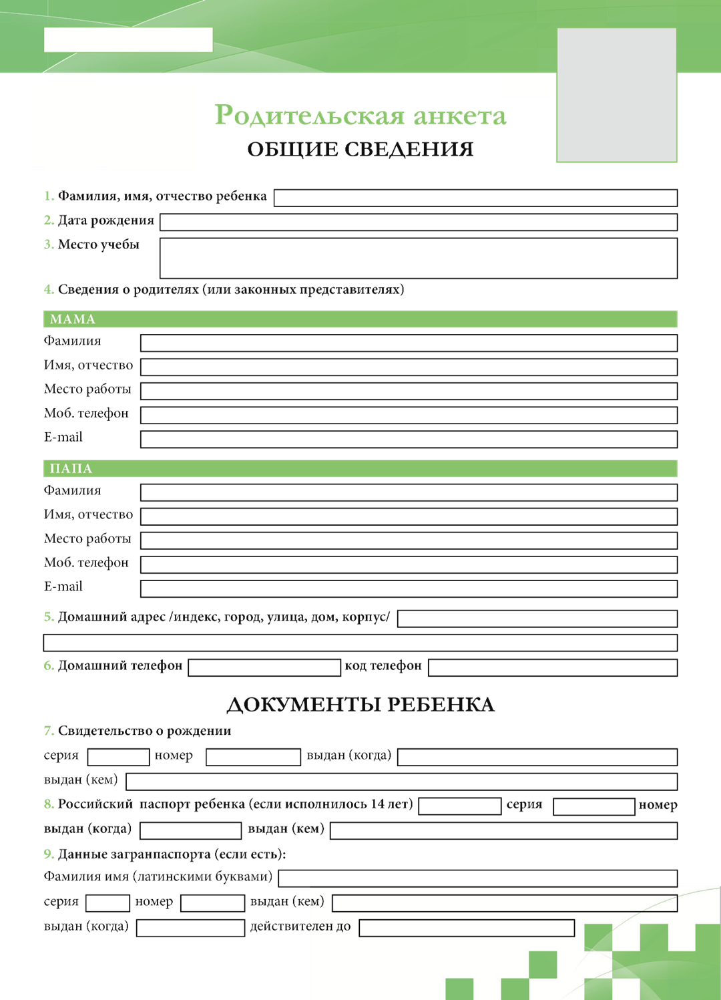 Родительская анкета
ОБЩИЕ СВЕДЕНИЯ
1. Фамилия, имя, отчество ребенка
2. Дата рождения
3. Место учебы
4. Сведения о родителях (или законных представителях)
МАМА
Фамилия
Имя, отчество
Место работы
Моб. телефон
E-mail
ПАПА
Фамилия
Имя, отчество
Место работы
Моб. телефон
E-mail
5. Домашний адрес /индекс, город, улица, дом, корпус/
6. Домашний телефон код телефон
ДОКУМЕНТЫ РЕБЕНКА
7. Свидетельство о рождении
серия номер выдан (когда)
выдан (кем)
8. Российский паспорт ребенка (если исполнилось 14 лет) серия номер
выдан (когда) выдан (кем)
9. Данные загранпаспорта (если есть):
Фамилия имя (латинскими буквами)
серия номер выдан (кем)
выдан (когда) действителен до